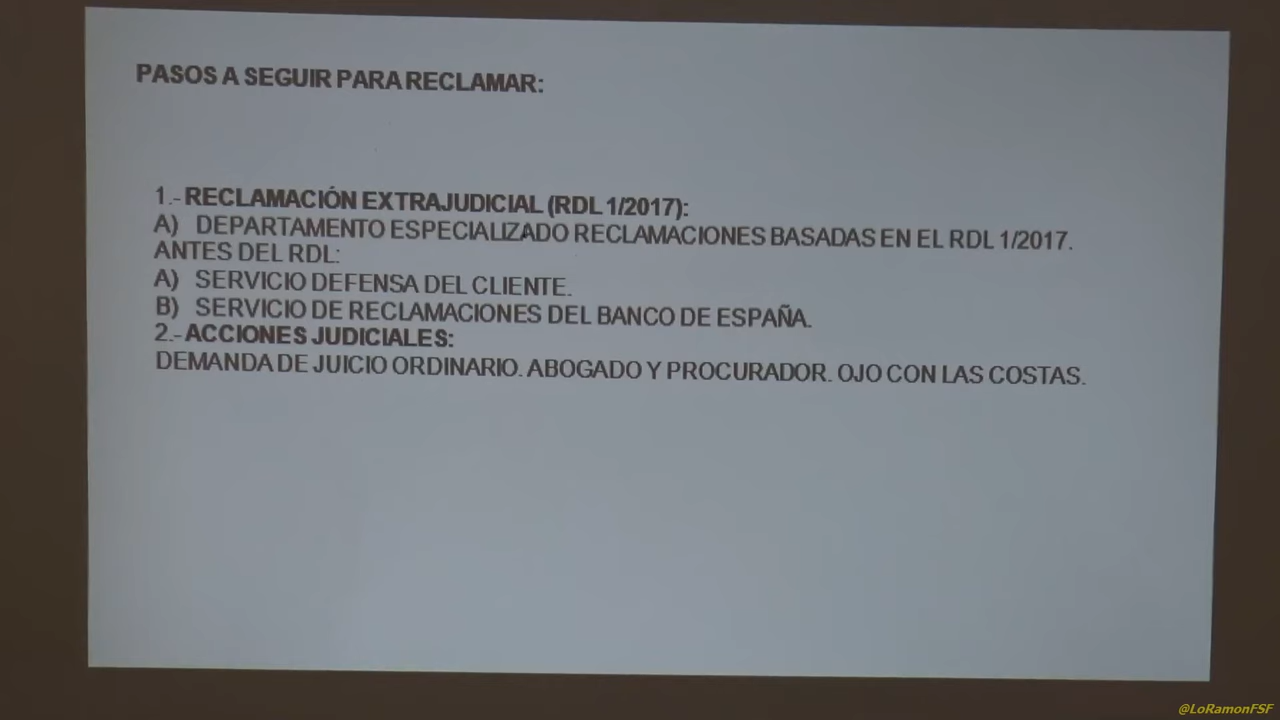 PASOS A SEGUIR PARA RECLAMAR:
1.- RECLAMACIÓN EXTRAJUDICIAL (RDL 1/2017):
A) DEPARTAMENTO ESPECIALIZADO RECLAMACIONES BASADAS EN EL RDL 1/2017.
ANTES DEL RDL:
A) SERVICIO DEFENSA DEL CLIENTE.
B) SERVICIO DE RECLAMACIONES DEL BANCO DE ESPAÑA.
2.- ACCIONES JUDICIALES:
DEMANDA DE JUICIO ORDINARIO. ABOGADO Y PROCURADOR. OJO CON LAS COSTAS.
@LoRamonFSF